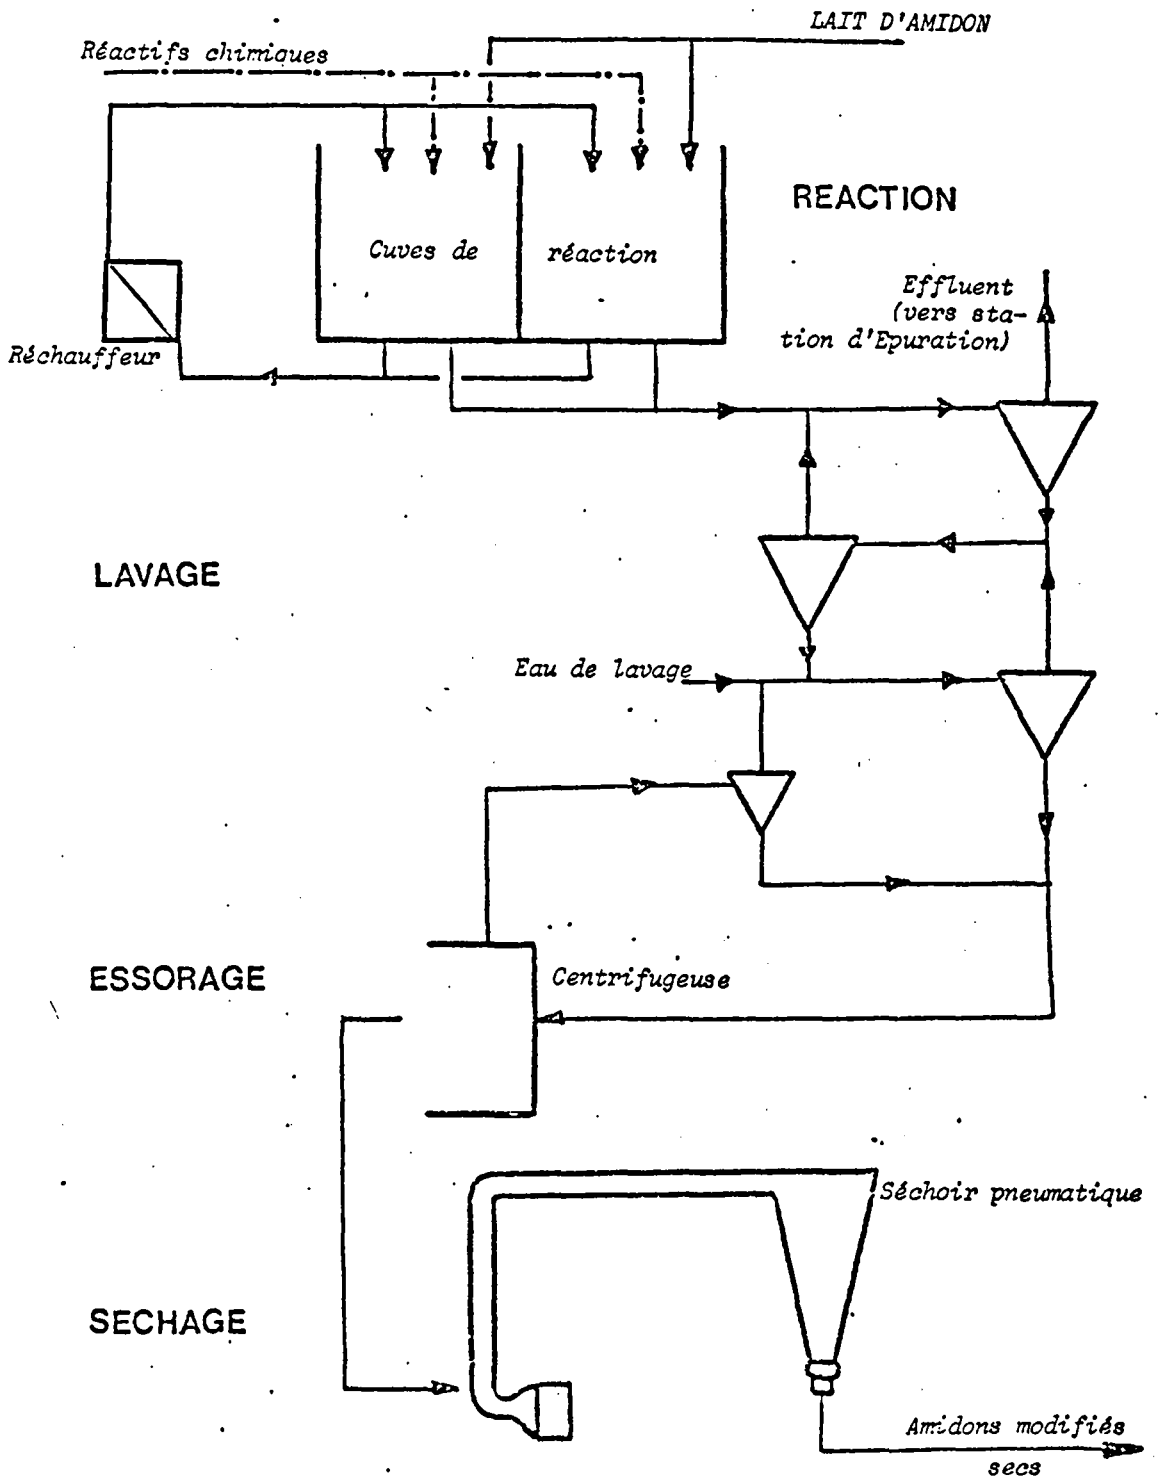 LAIT D'AMIDON
Réactifs chimiques
REACTION
Cuves de réaction
Effluent
(vers sta-
tion d'Epuration)
Réchauffeur
LAVAGE
Eau de lavage
ESSORAGE
Centrifugeuse
Séchoir pneumatique
SECHAGE
Amidons modifiés
secs